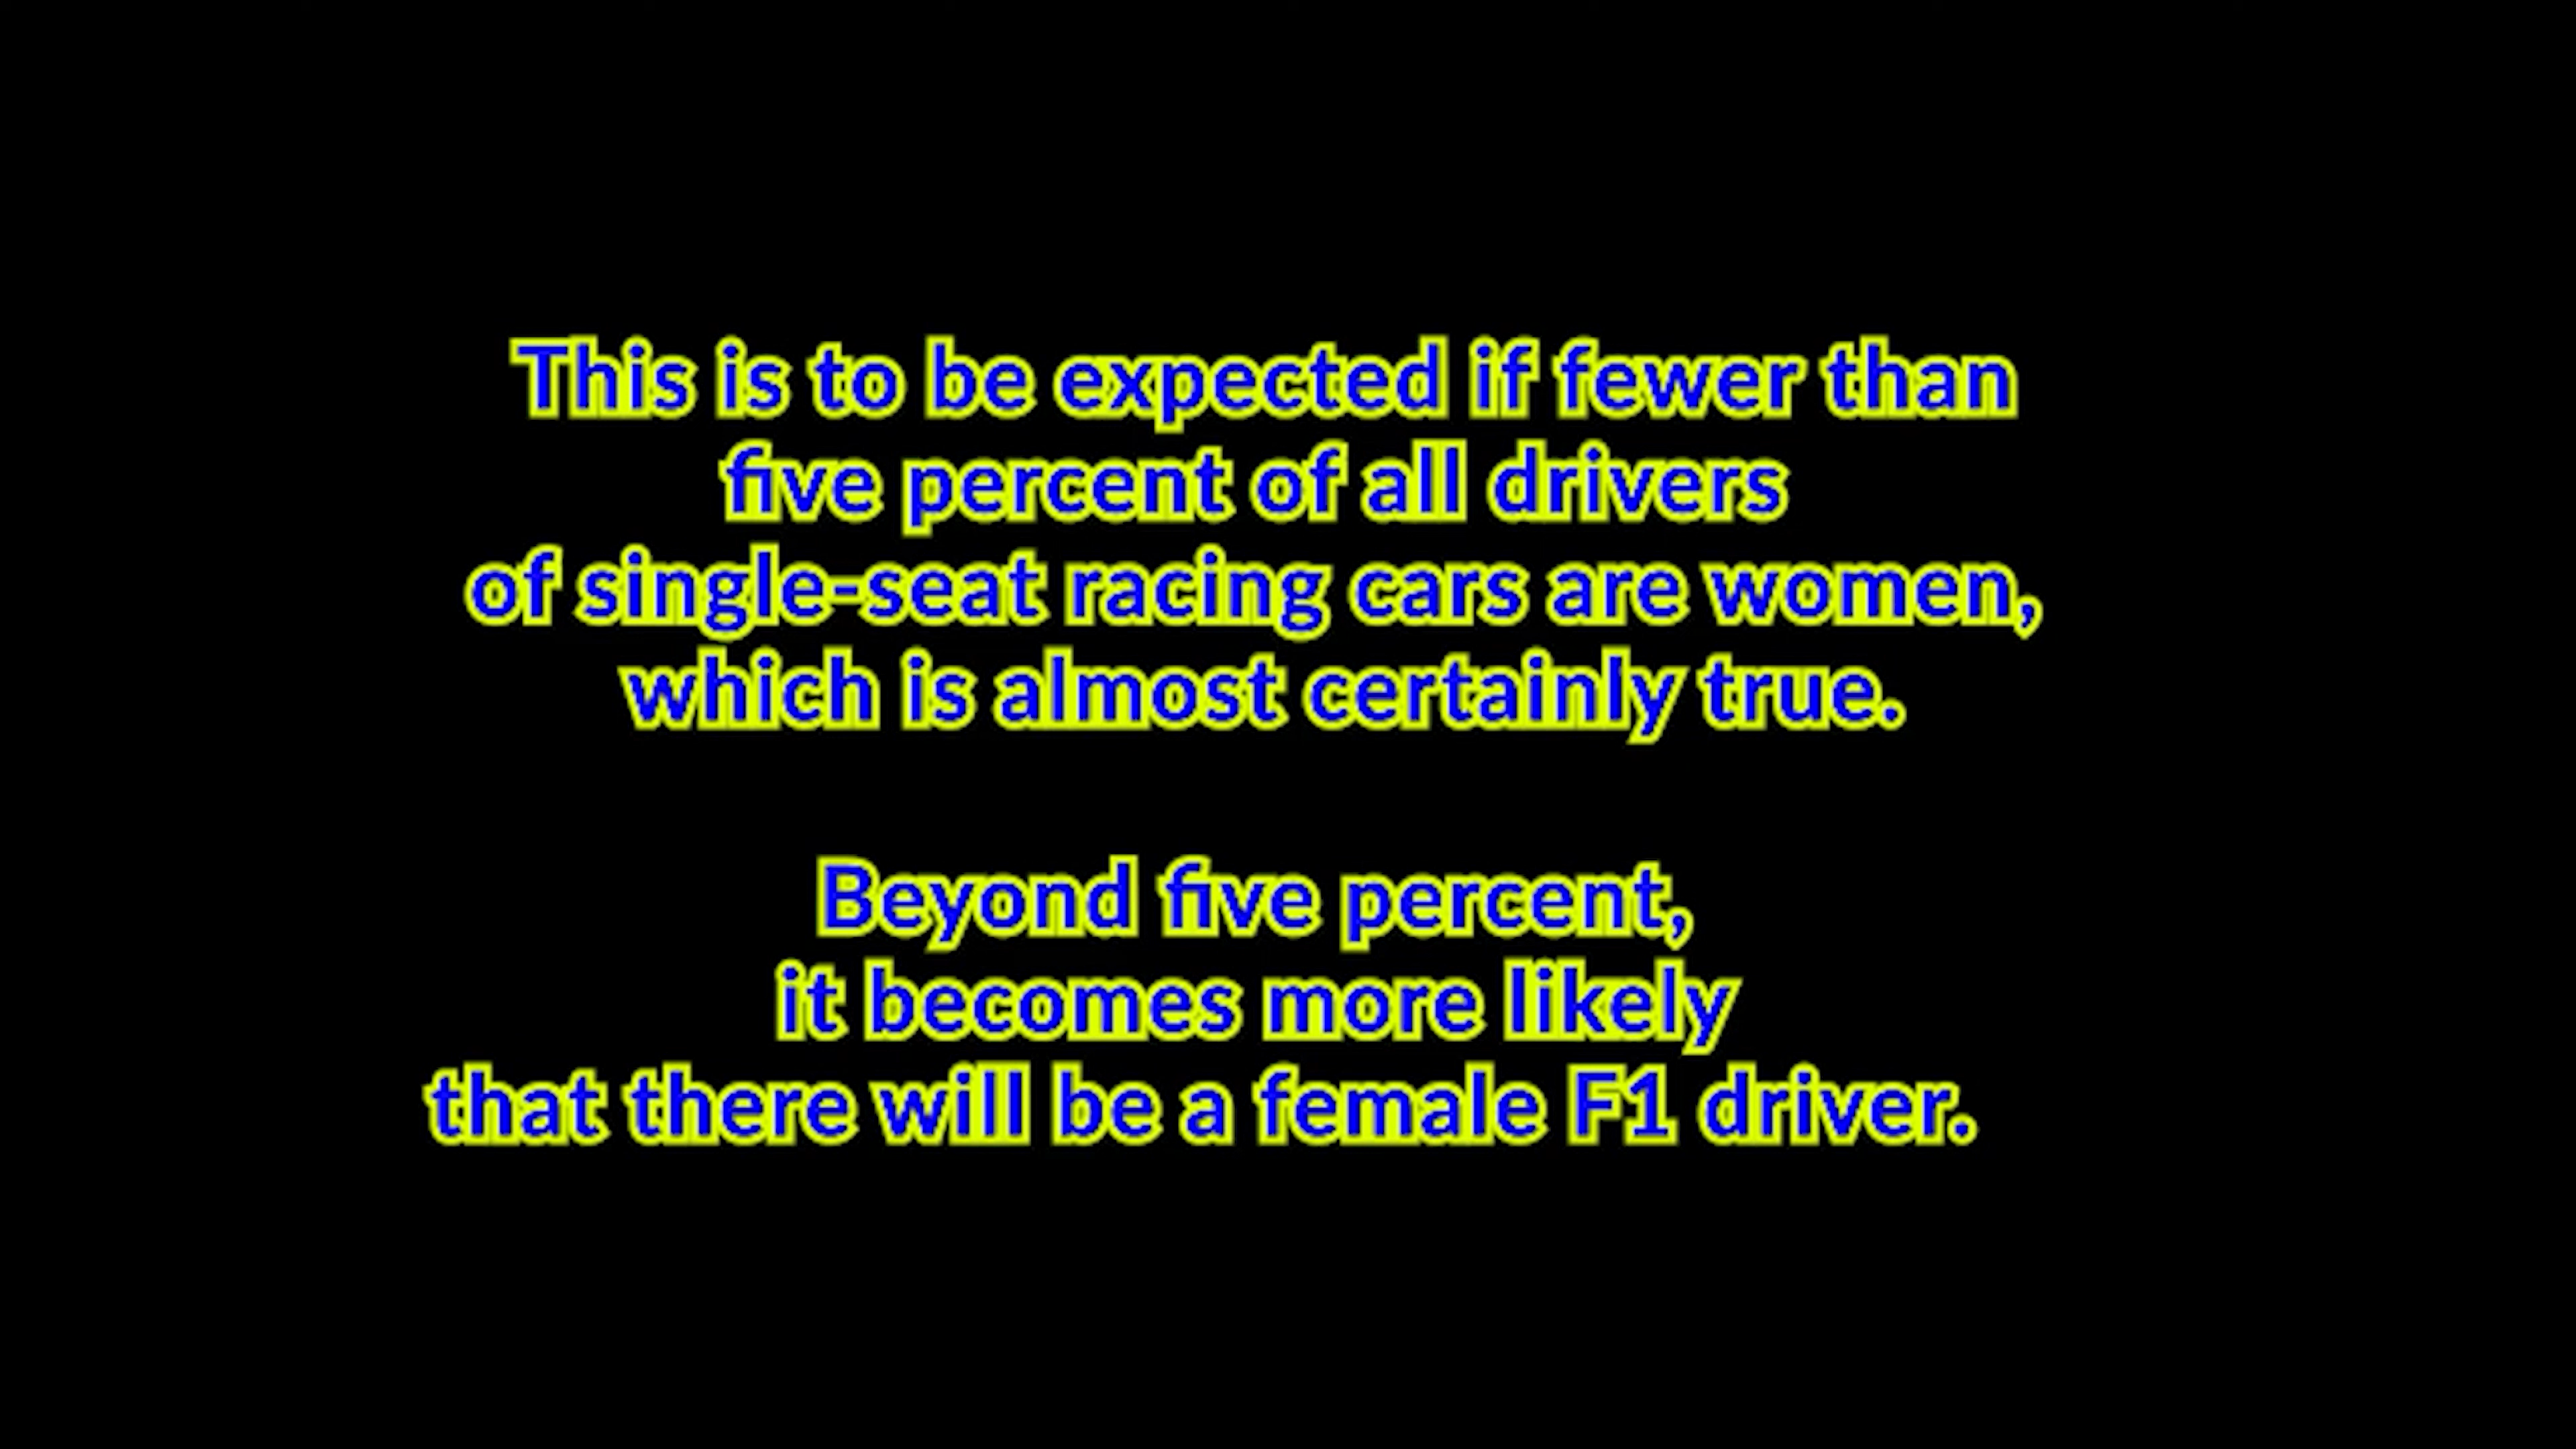 This is to be expected if fewer than
five percent of all drivers
of single-seat racing cars are women,
which is almost certainly true.
Beyond five percent,
it becomes more likely
that there will be a female F1 driver.